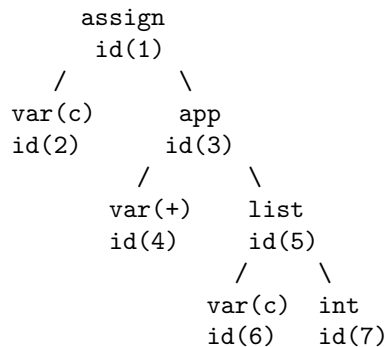 assign
id(1)
/ \
var(c) app
id(2) id(3)
/ \
var(+) list
id(4) id(5)
/ \
var(c) int
id(6) id(7)